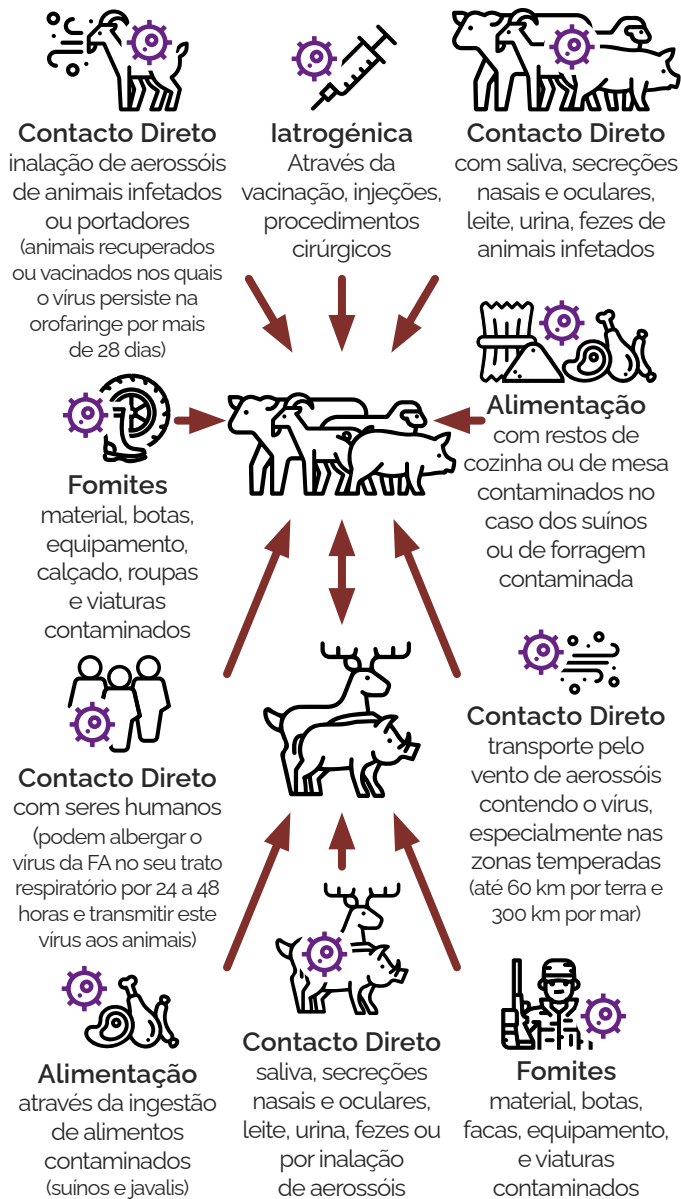 Contacto Direto
inalação de aerossóis
de animais infetados
ou portadores
(animais recuperados
ou vacinados nos quais
o vírus persiste na
orofaringe por mais
de 28 dias)
Iatrogénica
Através da
vacinação, injeções,
procedimentos
cirúrgicos
Contacto Direto
com saliva, secreções
nasais e oculares,
leite, urina, fezes de
animais infetados
Fomites
material, botas,
equipamento,
calçado, roupas
e viaturas
contaminados
Alimentação
com restos de
cozinha ou de mesa
contaminados no
caso dos suínos
ou de forragem
contaminada
Contacto Direto
com seres humanos
(podem albergar o
vírus da FA no seu trato
respiratório por 24 a 48
horas e transmitir este
vírus aos animais)
Contacto Direto
transporte pelo
vento de aerossóis
contendo o vírus,
especialmente nas
zonas temperadas
(até 60 km por terra e
300 km por mar)
Alimentação
através da ingestão
de alimentos
contaminados
(suínos e javalis)
Contacto Direto
saliva, secreções
nasais e oculares,
leite, urina, fezes ou
por inalação
de aerossóis
Fomites
material, botas,
facas, equipamento,
e viaturas
contaminados